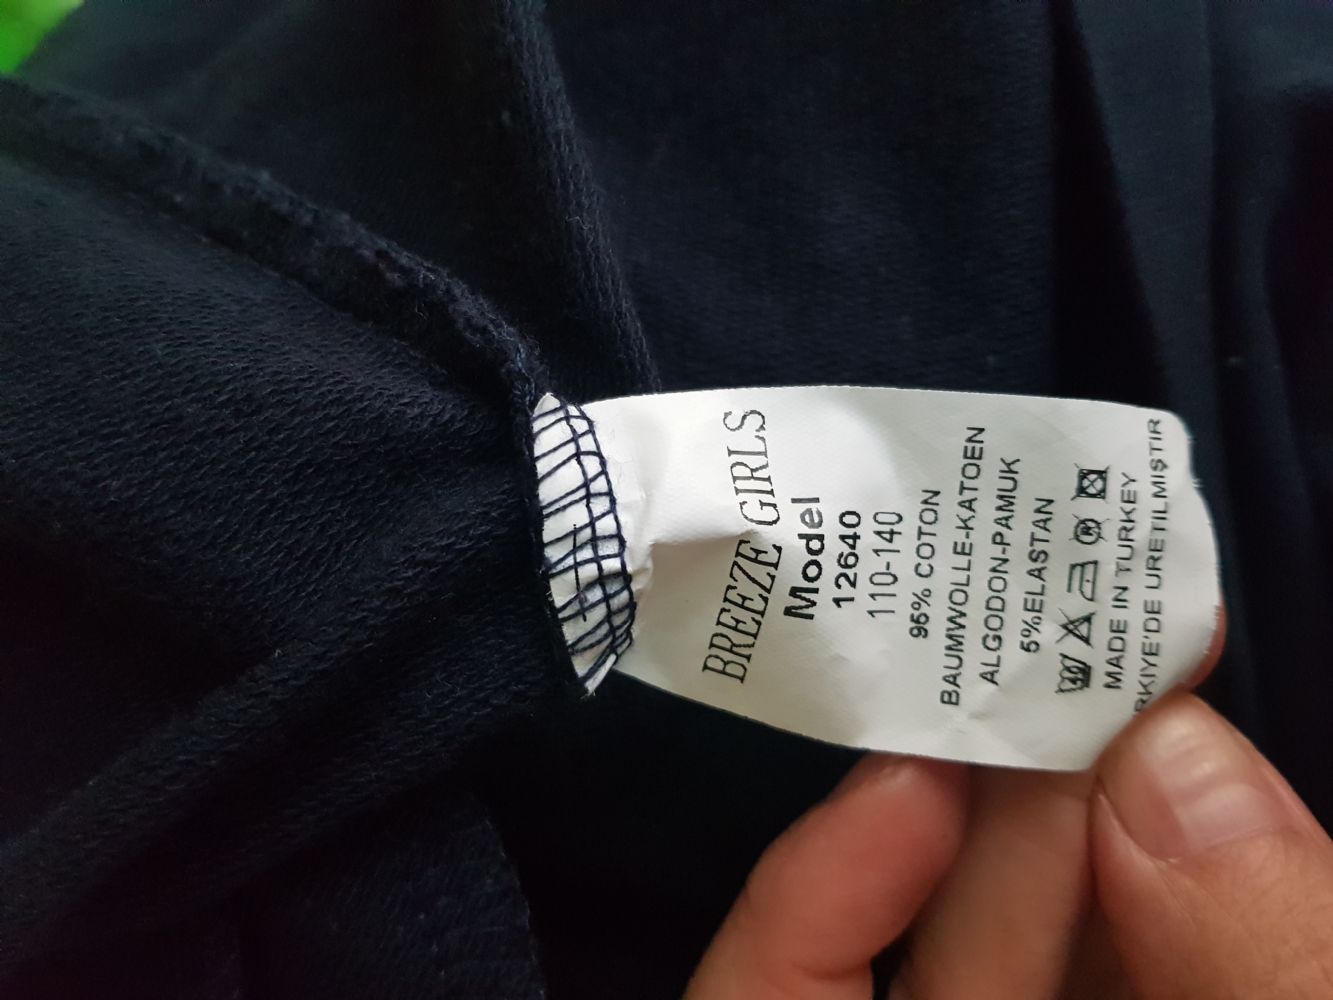 BREEZE GIRLS
Model
12640
110-140
95% COTON
BAUMWOLLE-KATOEN
ALGODON-PAMUK
5%ELASTAN
MADE IN TURKEY
RKIYE'DE URETILMIŞTIR